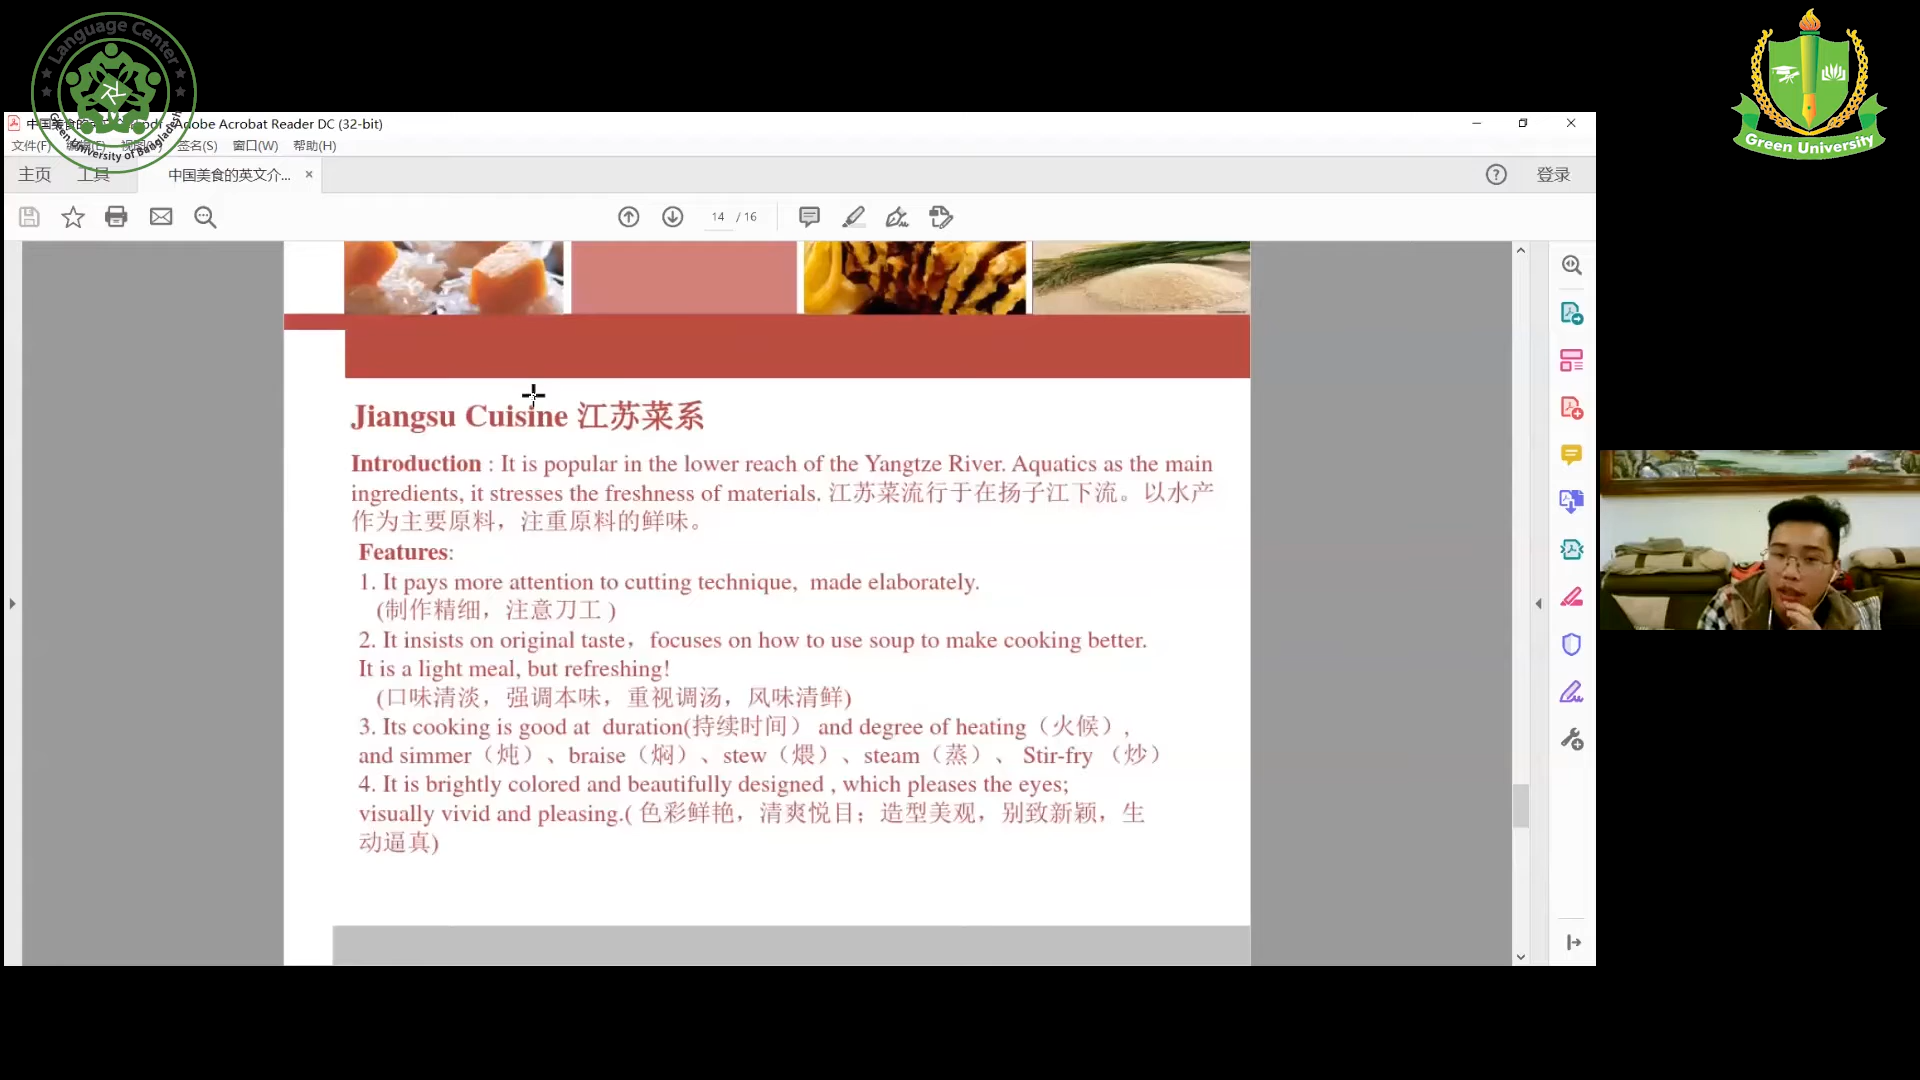 Language Center
Green University of Bangladesh
Green University
Adobe Acrobat Reader DC (32-bit)
文件(F) 签名(S) 窗口(W) 帮助(H)
主页 工具 中国美食的英文介... × 登录
14 / 16
Jiangsu Cuisine 江苏菜系
Introduction : It is popular in the lower reach of the Yangtze River. Aquatics as the main
ingredients, it stresses the freshness of materials. 江苏菜流行于在扬子江下流。以水产
作为主要原料，注重原料的鲜味。
Features:
1. It pays more attention to cutting technique, made elaborately.
(制作精细，注意刀工 )
2. It insists on original taste，focuses on how to use soup to make cooking better.
It is a light meal, but refreshing!
(口味清淡，强调本味，重视调汤，风味清鲜)
3. Its cooking is good at duration(持续时间） and degree of heating（火候）,
and simmer（炖）、braise（焖）、stew（煨）、steam（蒸）、 Stir-fry （炒）
4. It is brightly colored and beautifully designed , which pleases the eyes;
visually vivid and pleasing.( 色彩鲜艳，清爽悦目；造型美观，别致新颖，生
动逼真)